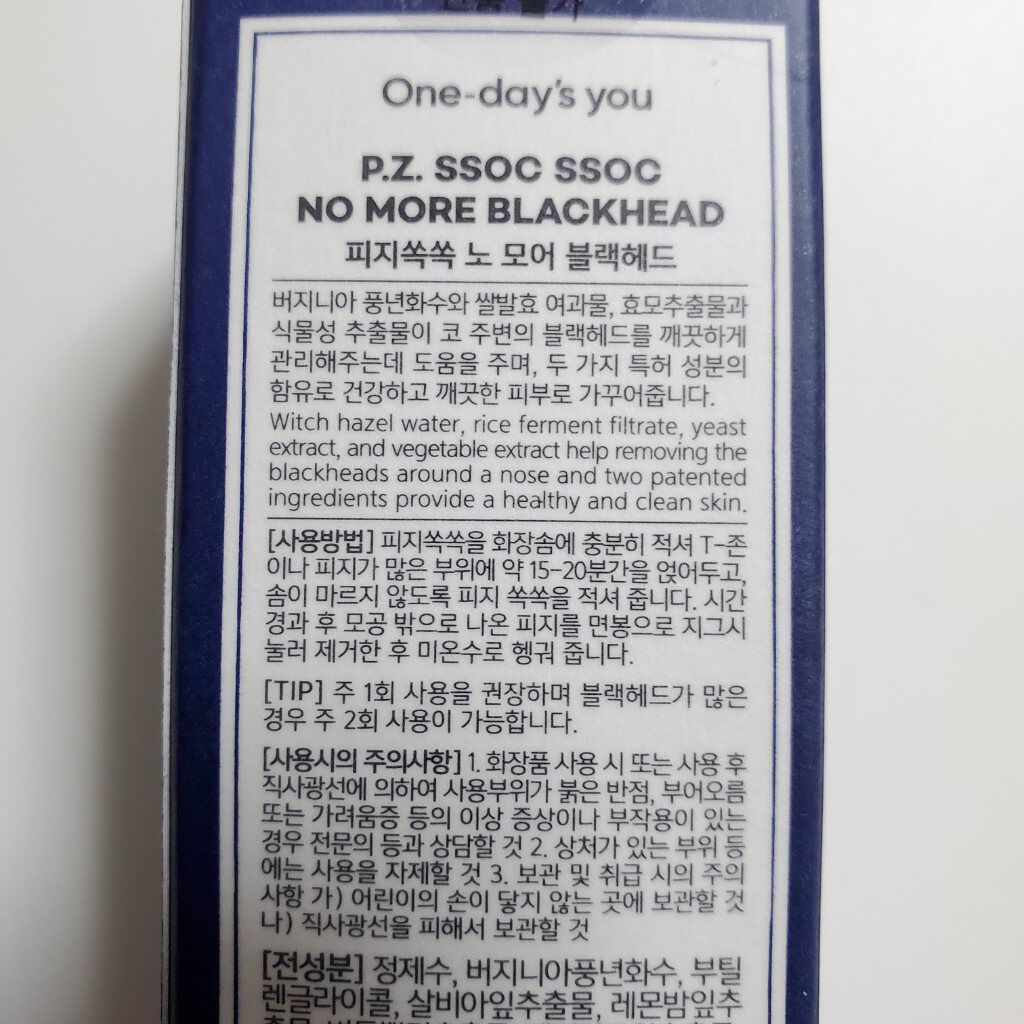 One-day's you
P.Z. SSOC SSOC
NO MORE BLACKHEAD
피지쏙쏙 노 모어 블랙헤드
버지니아 풍년화수와 쌀발효 여과물, 효모추출물과
식물성 추출물이 코 주변의 블랙헤드를 깨끗하게
관리해주는데 도움을 주며, 두 가지 특허 성분의
함유로 건강하고 깨끗한 피부로 가꾸어줍니다.
Witch hazel water, rice ferment filtrate, yeast
extract, and vegetable extract help removing the
blackheads around a nose and two patented
ingredients provide a healthy and clean skin.
[사용방법] 피지쏙쏙을 화장솜에 충분히 적셔 T-존
이나 피지가 많은 부위에 약 15-20분간을 얹어두고,
솜이 마르지 않도록 피지 쏙쏙을 적셔 줍니다. 시간
경과 후 모공 밖으로 나온 피지를 면봉으로 지그시
눌러 제거한 후 미온수로 헹궈 줍니다.
[TIP] 주 1회 사용을 권장하며 블랙헤드가 많은
경우 주 2회 사용이 가능합니다.
[사용시의 주의사항] 1. 화장품 사용 시 또는 사용 후
직사광선에 의하여 사용부위가 붉은 반점, 부어오름
또는 가려움증 등의 이상 증상이나 부작용이 있는
경우 전문의 등과 상담할 것 2. 상처가 있는 부위 등
에는 사용을 자제할 것 3. 보관 및 취급 시의 주의
사항 가) 어린이의 손이 닿지 않는 곳에 보관할 것
나) 직사광선을 피해서 보관할 것
[전성분] 정제수, 버지니아풍년화수, 부틸
렌글라이콜, 살비아잎추출물, 레몬밤잎추